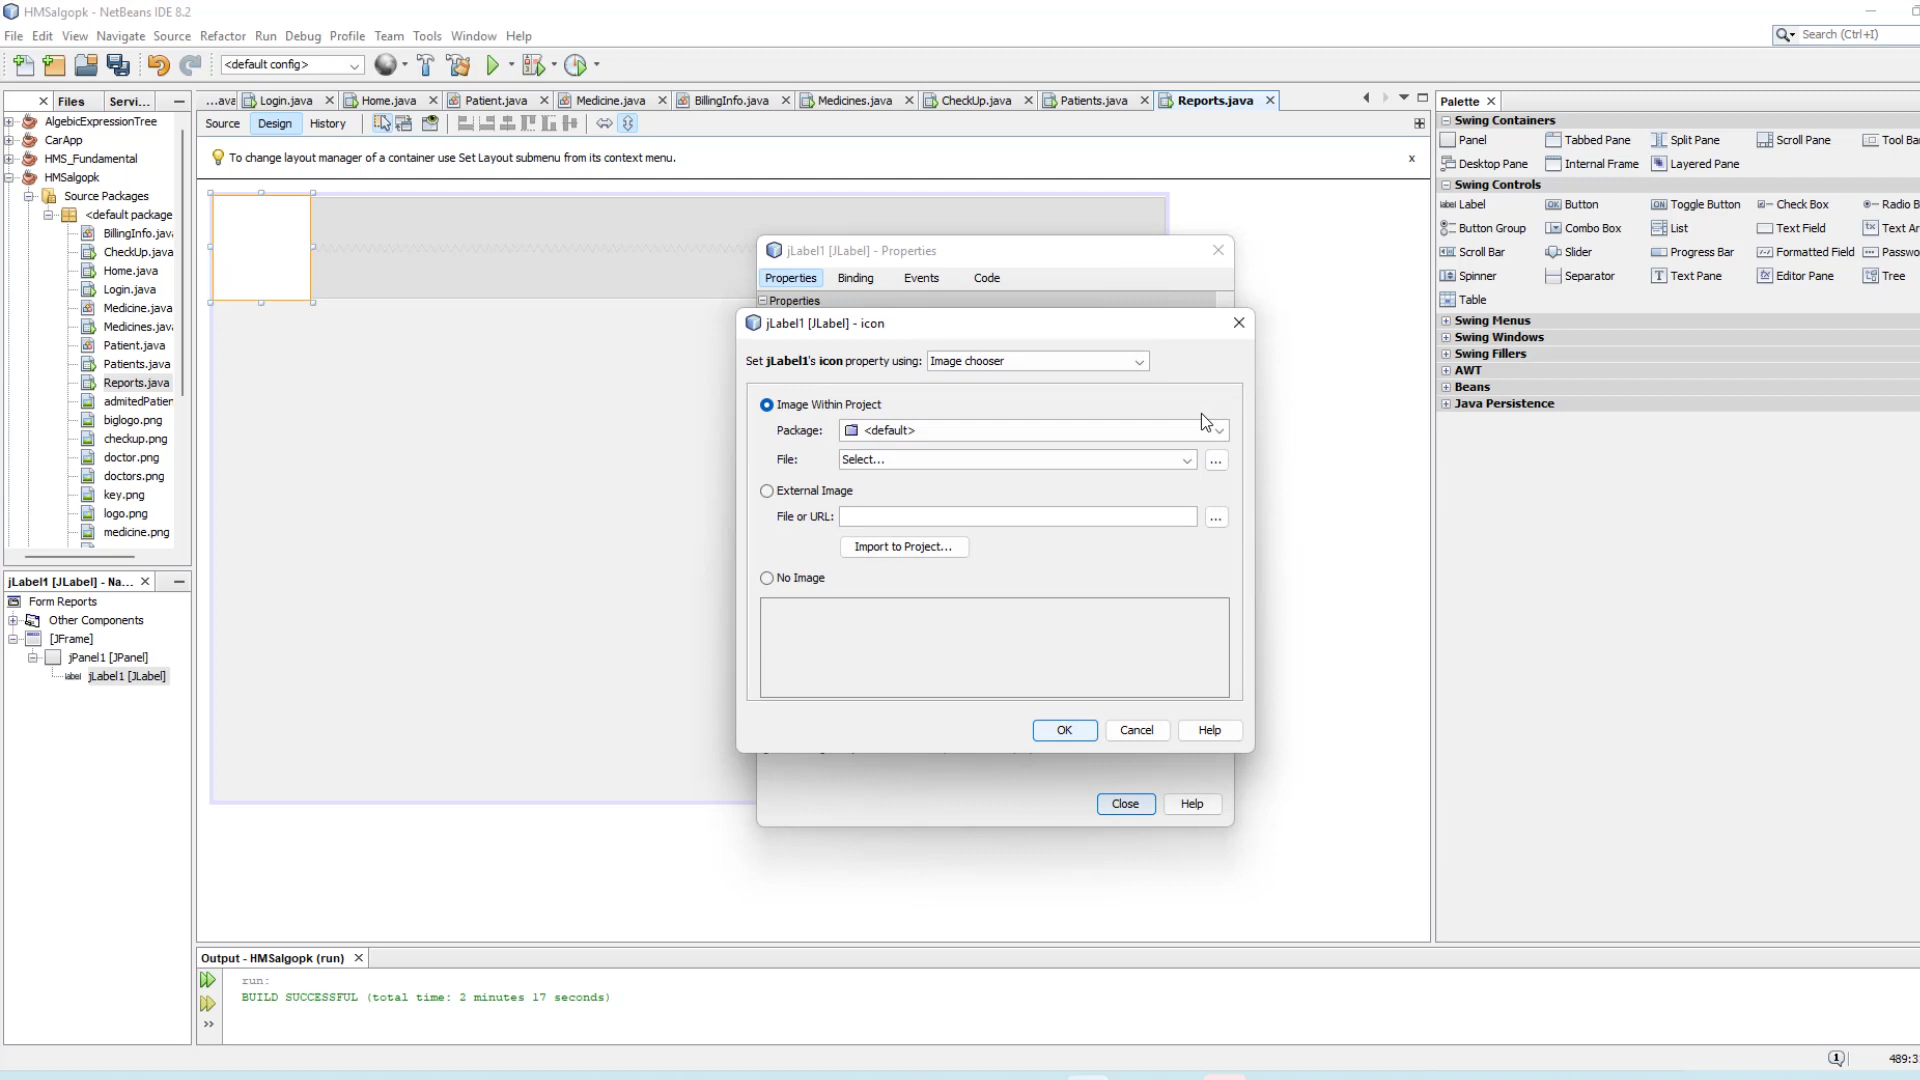 HMSalgopk - NetBeans IDE 8.2
File Edit View Navigate Source Refactor Run Debug Profile Team Tools Window Help
Search (Ctrl+I)
<default config>
Files Servi...
...ava Login.java Home.java Patient.java Medicine.java BillingInfo.java Medicines.java CheckUp.java Patients.java Reports.java
Source Design History
To change layout manager of a container use Set Layout submenu from its context menu.
x
AlgebicExpressionTree
CarApp
HMS_Fundamental
HMSalgopk
Source Packages
<default package
BillingInfo.java
CheckUp.java
Home.java
Login.java
Medicine.java
Medicines.java
Patient.java
Patients.java
Reports.java
admitedPatien
biglogo.png
checkup.png
doctor.png
doctors.png
key.png
logo.png
medicine.png
jLabel1 [JLabel] - Na...
Form Reports
Other Components
[JFrame]
jPanel1 [JPanel]
label jLabel1 [JLabel]
jLabel1 [JLabel] - Properties
Properties Binding Events Code
Properties
jLabel1 [JLabel] - icon
Set jLabel1's icon property using: Image chooser
Image Within Project
Package: <default>
File: Select... ...
External Image
File or URL: ...
Import to Project...
No Image
OK Cancel Help
Close Help
Palette
Swing Containers
Panel Tabbed Pane Split Pane Scroll Pane Tool Ba
Desktop Pane Internal Frame Layered Pane
Swing Controls
label Label OK Button ON Toggle Button Check Box Radio B
Button Group Combo Box List Text Field Text Ar
Scroll Bar Slider Progress Bar Formatted Field Passwo
Spinner Separator Text Pane Editor Pane Tree
Table
Swing Menus
Swing Windows
Swing Fillers
AWT
Beans
Java Persistence
Output - HMSalgopk (run)
run:
BUILD SUCCESSFUL (total time: 2 minutes 17 seconds)
1
489:3